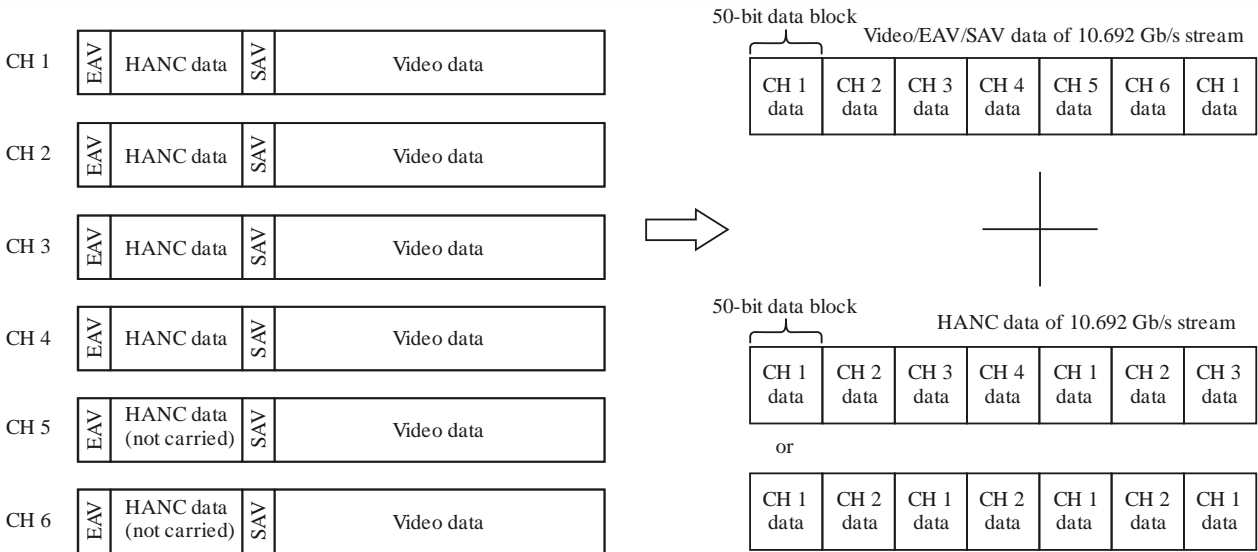 CH 1
EAV
HANC data
SAV
Video data
CH 2
EAV
HANC data
SAV
Video data
CH 3
EAV
HANC data
SAV
Video data
CH 4
EAV
HANC data
SAV
Video data
CH 5
EAV
HANC data
(not carried)
SAV
Video data
CH 6
EAV
HANC data
(not carried)
SAV
Video data
50-bit data block
Video/EAV/SAV data of 10.692 Gb/s stream
CH 1 CH 2 CH 3 CH 4 CH 5 CH 6 CH 1
data data data data data data data
50-bit data block
HANC data of 10.692 Gb/s stream
CH 1 CH 2 CH 3 CH 4 CH 1 CH 2 CH 3
data data data data data data data
or
CH 1 CH 2 CH 1 CH 2 CH 1 CH 2 CH 1
data data data data data data data